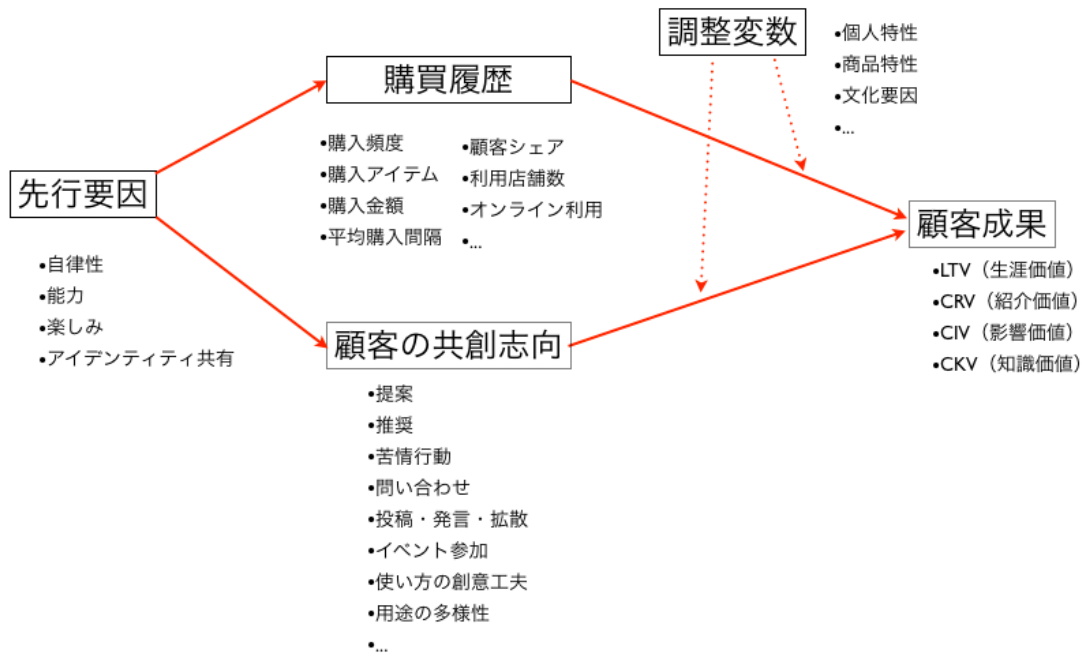 調整変数
•個人特性
•商品特性
•文化要因
•...
購買履歴
•購入頻度
•購入アイテム
•購入金額
•平均購入間隔
•顧客シェア
•利用店舗数
•オンライン利用
•...
先行要因
•自律性
•能力
•楽しみ
•アイデンティティ共有
顧客の共創志向
•提案
•推奨
•苦情行動
•問い合わせ
•投稿・発言・拡散
•イベント参加
•使い方の創意工夫
•用途の多様性
•...
顧客成果
•LTV（生涯価値）
•CRV（紹介価値）
•CIV（影響価値）
•CKV（知識価値）